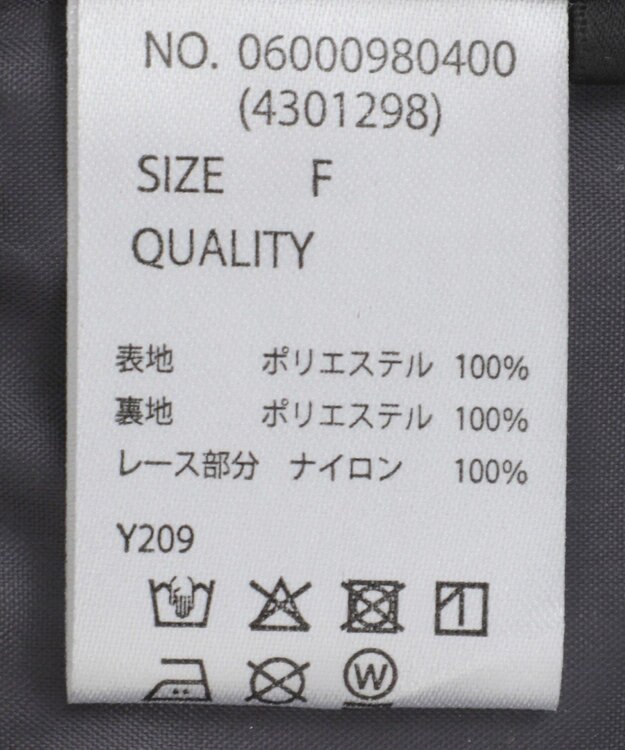 NO. 06000980400
(4301298)
SIZE F
QUALITY
表地 ポリエステル 100%
裏地 ポリエステル 100%
レース部分 ナイロン 100%
Y209
W